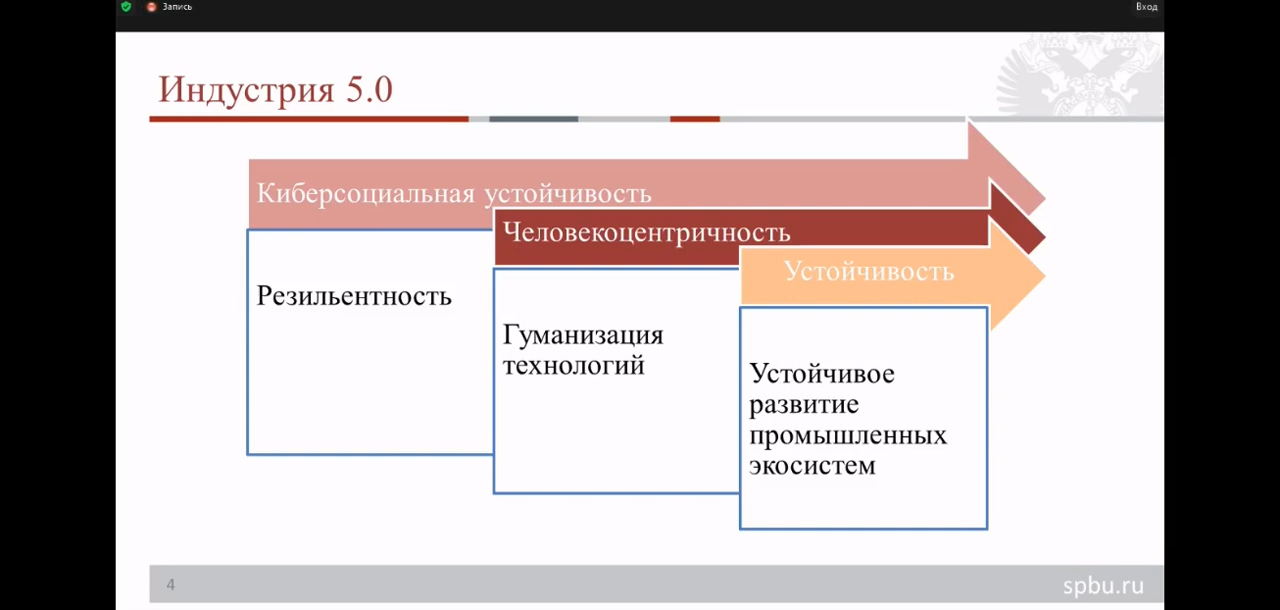 Запись
Вход
Индустрия 5.0
Киберсоциальная устойчивость
Человекоцентричность
Устойчивость
Резильентность
Гуманизация
технологий
Устойчивое
развитие
промышленных
экосистем
4
spbu.ru